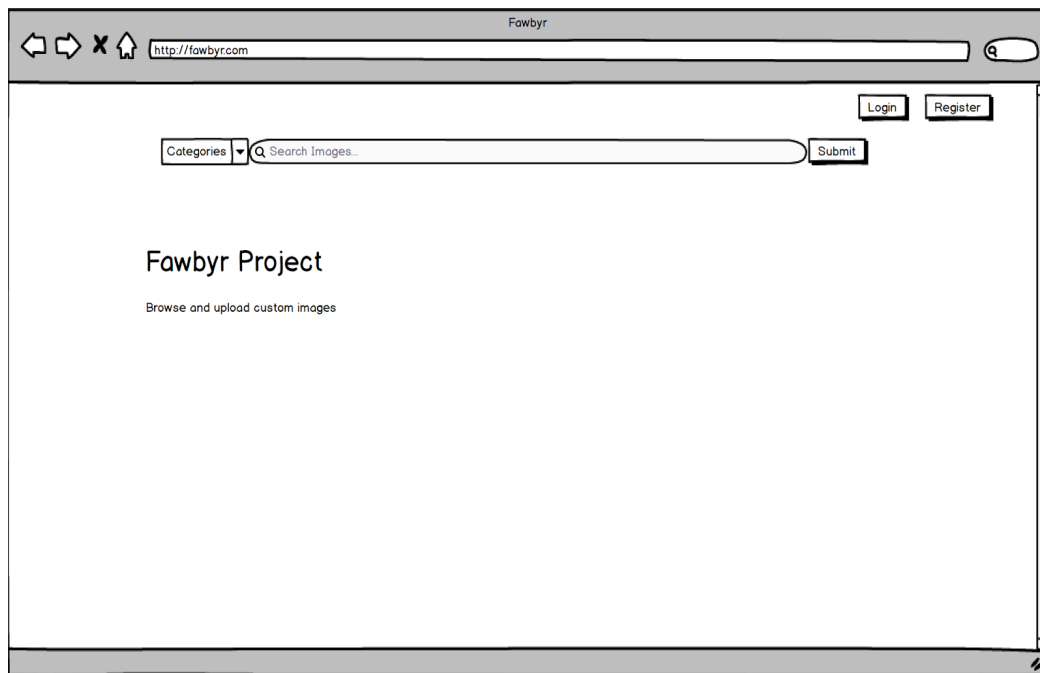 Fawbyr
http://fawbyr.com
Login Register
Categories Search Images... Submit
Fawbyr Project
Browse and upload custom images